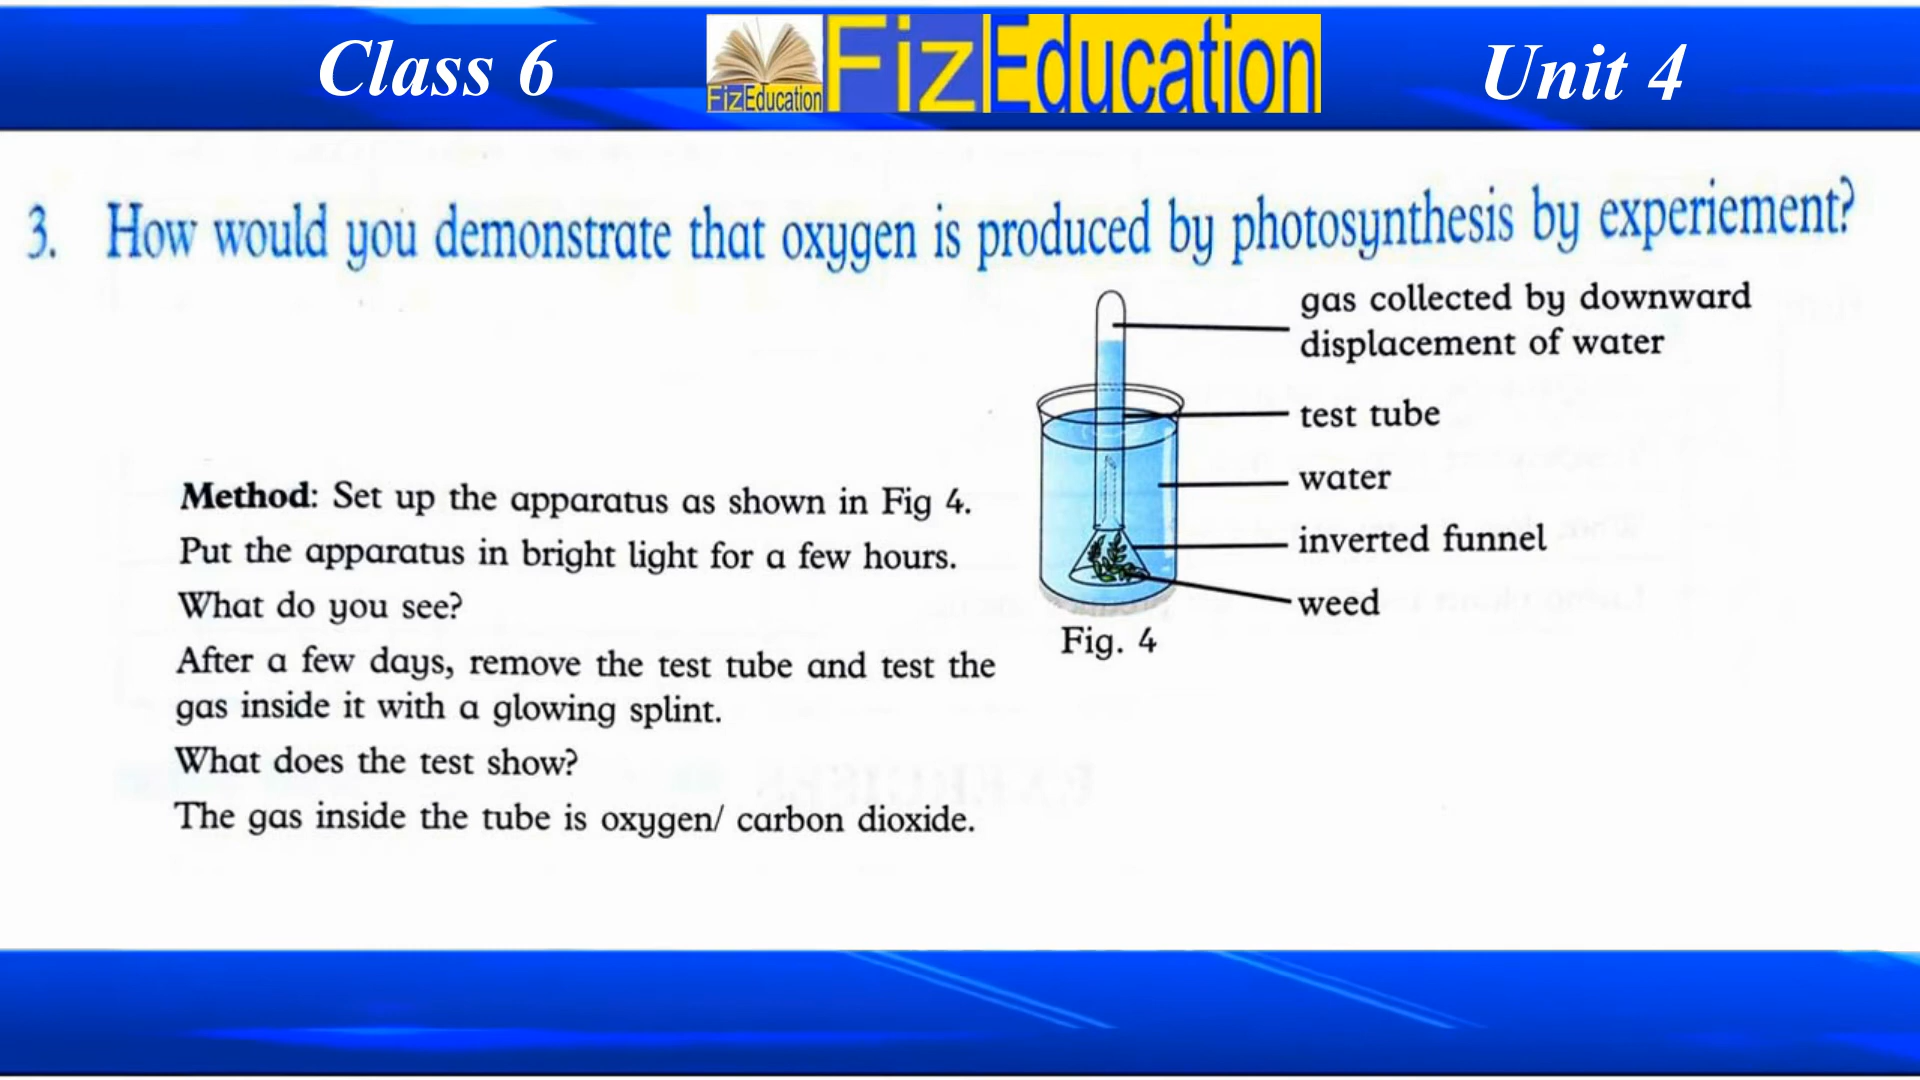 Class 6
FizEducation
FizEducation
Unit 4
3. How would you demonstrate that oxygen is produced by photosynthesis by experiement?
gas collected by downward
displacement of water
test tube
water
inverted funnel
weed
Fig. 4
Method: Set up the apparatus as shown in Fig 4.
Put the apparatus in bright light for a few hours.
What do you see?
After a few days, remove the test tube and test the
gas inside it with a glowing splint.
What does the test show?
The gas inside the tube is oxygen/ carbon dioxide.